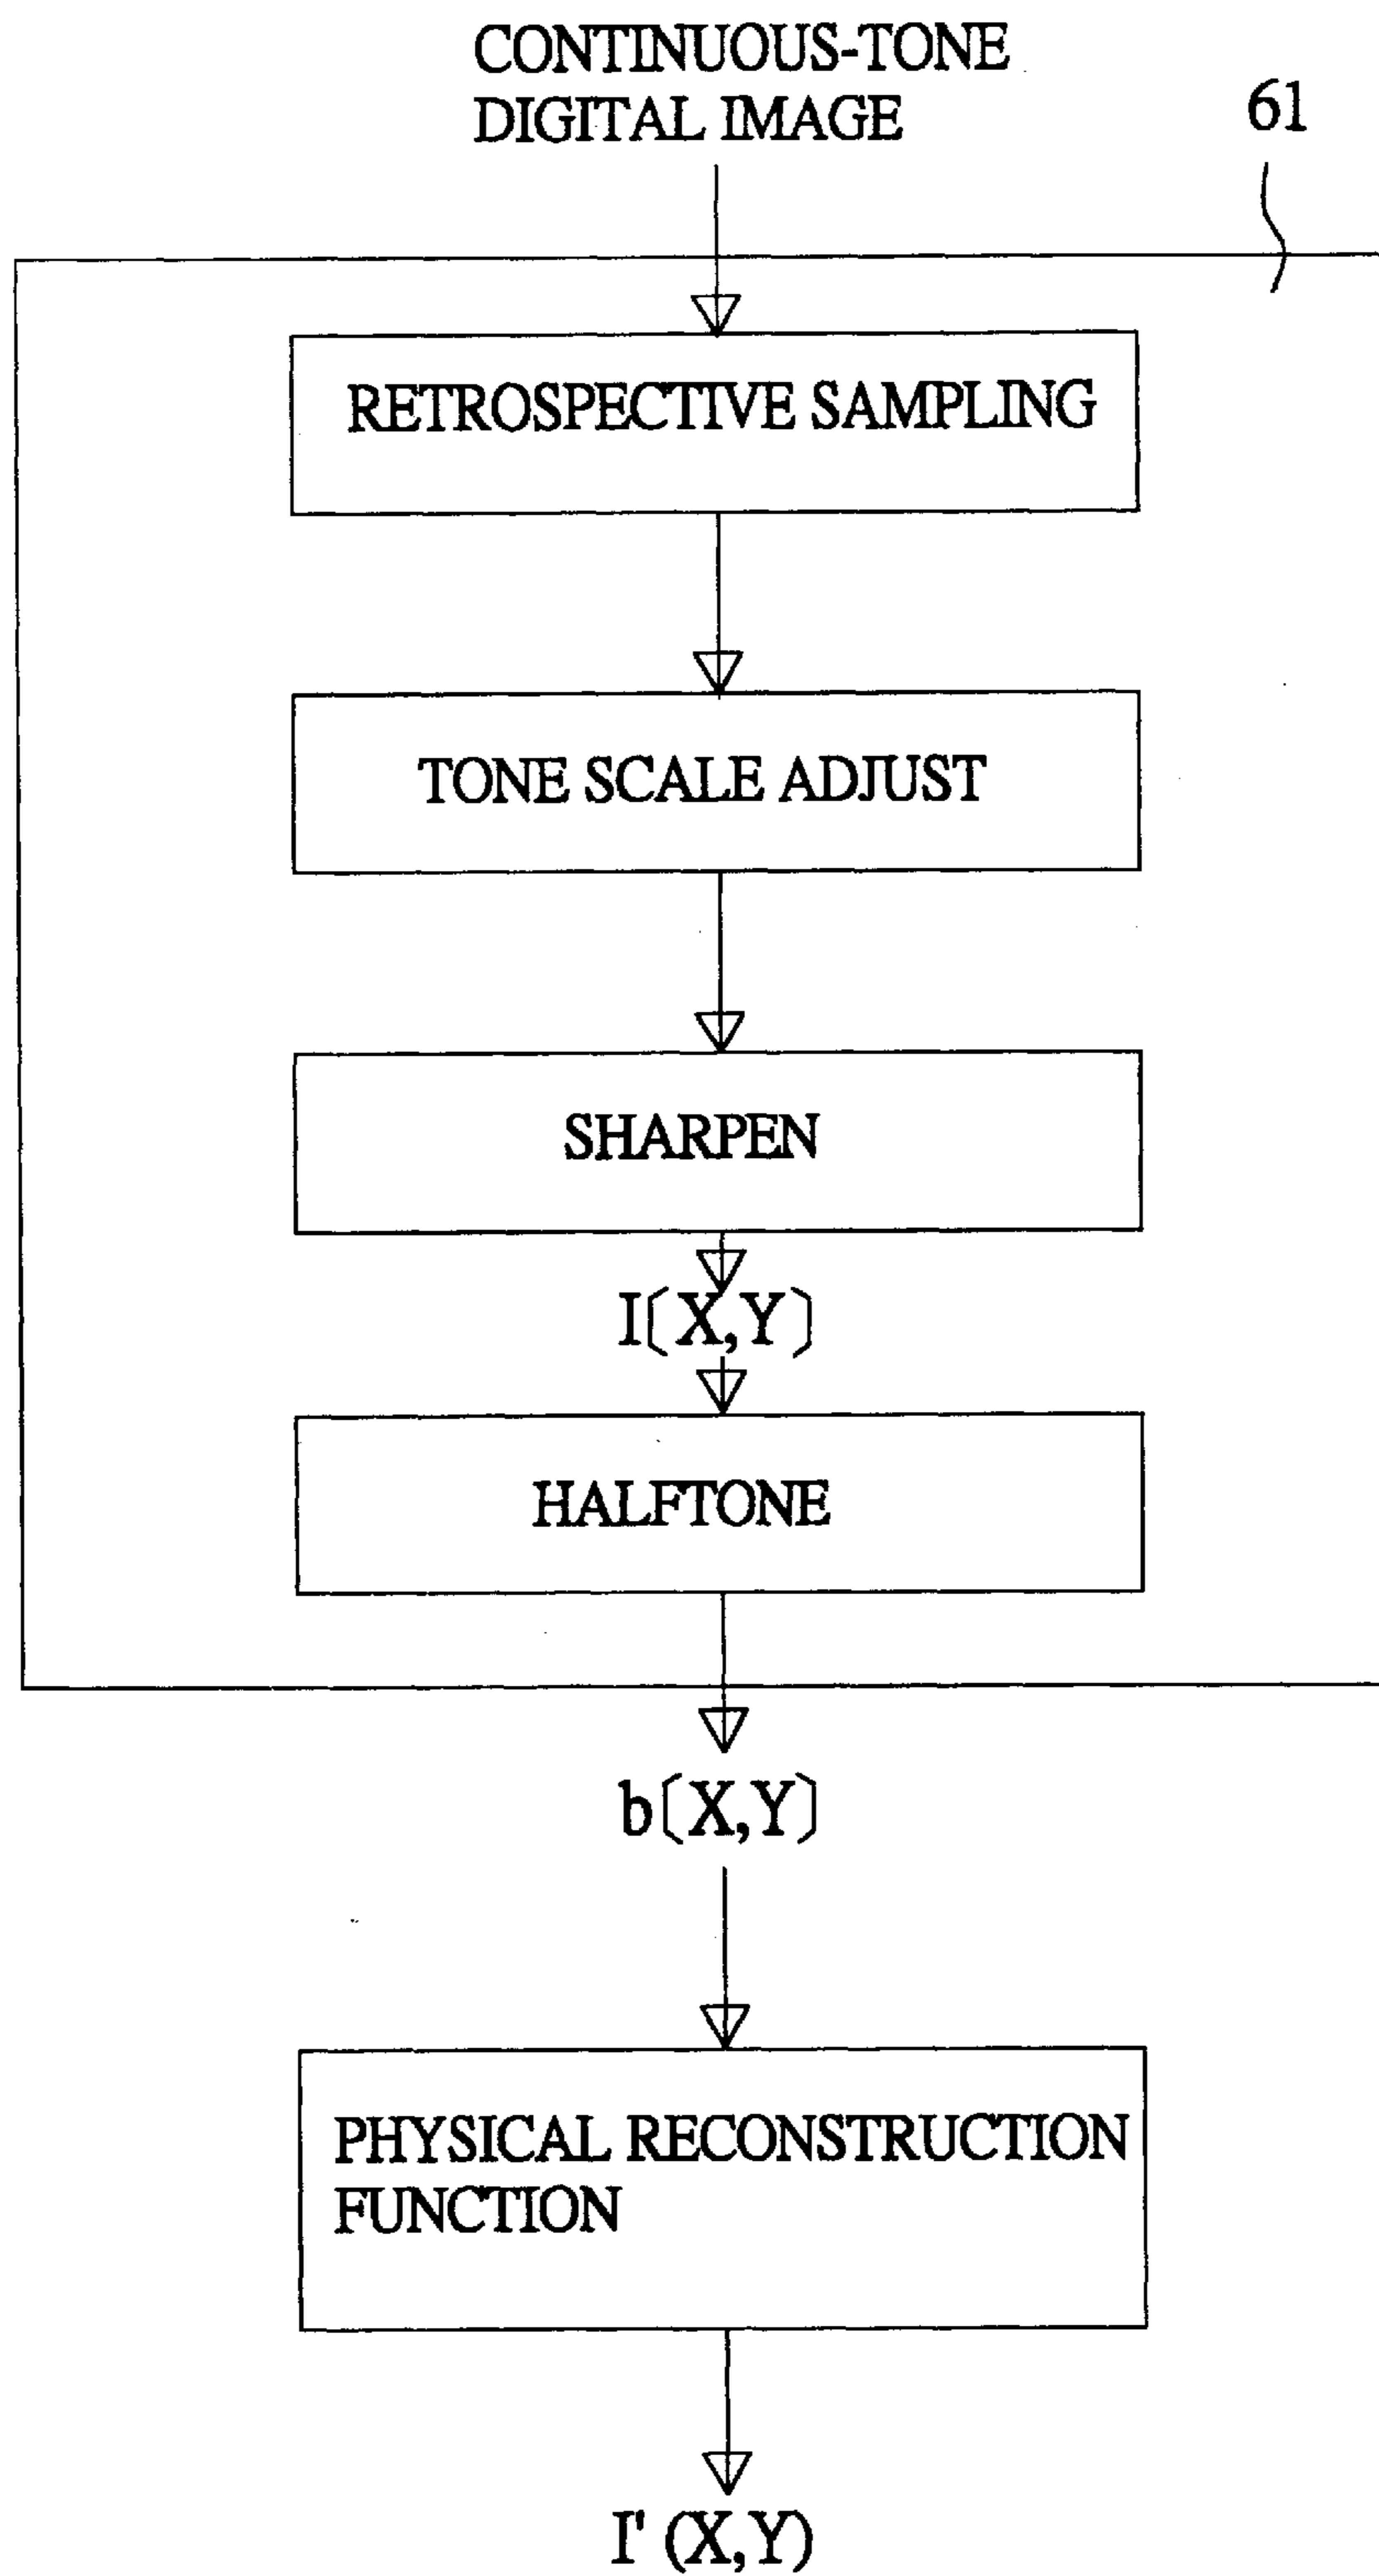 CONTINUOUS-TONE
DIGITAL IMAGE
61
RETROSPECTIVE SAMPLING
TONE SCALE ADJUST
SHARPEN
I〔X,Y〕
HALFTONE
b〔X,Y〕
PHYSICAL RECONSTRUCTION
FUNCTION
I' (X,Y)